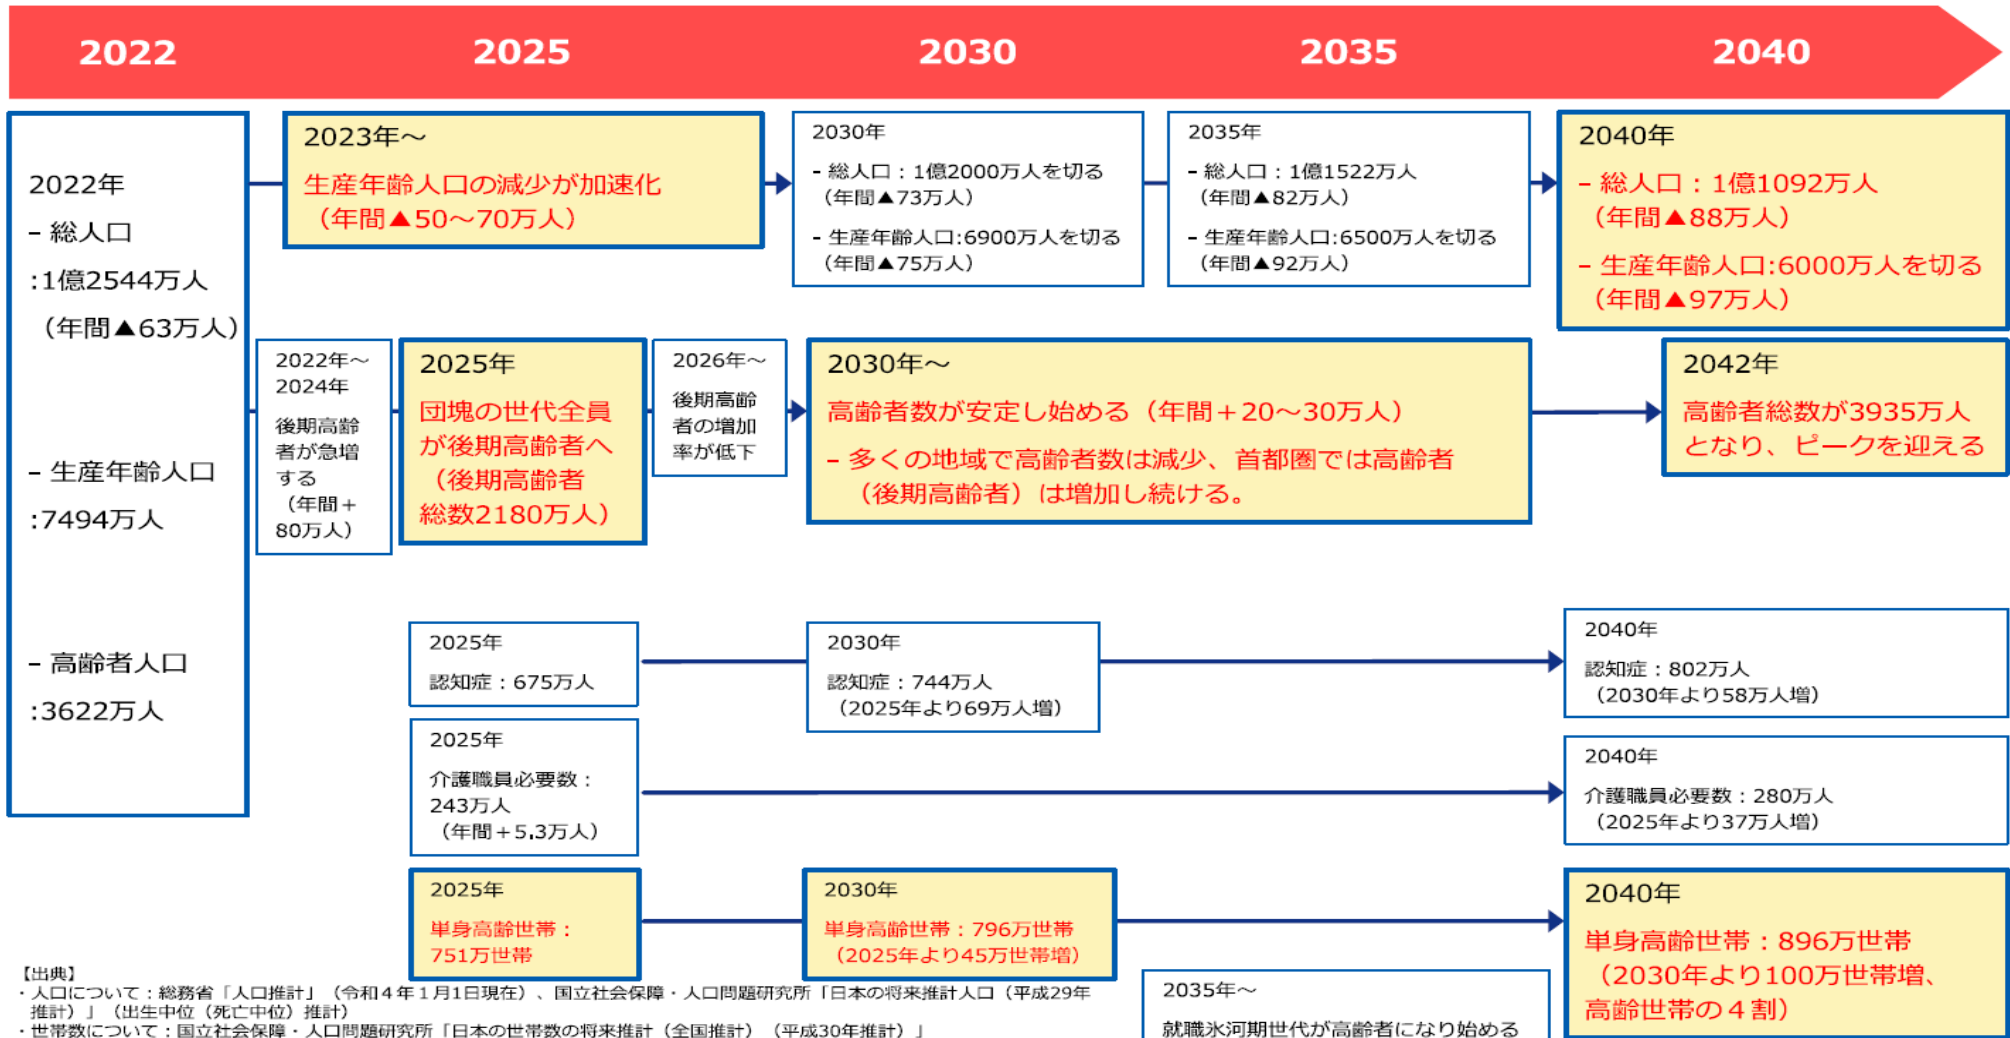 2022
2025
2030
2035
2040
2022年
– 総人口
:1億2544万人
（年間▲63万人）
– 生産年齢人口
:7494万人
– 高齢者人口
:3622万人
2023年～
生産年齢人口の減少が加速化
（年間▲50～70万人）
2030年
– 総人口：1億2000万人を切る
（年間▲73万人）
– 生産年齢人口:6900万人を切る
（年間▲75万人）
2035年
– 総人口：1億1522万人
（年間▲82万人）
– 生産年齢人口:6500万人を切る
（年間▲92万人）
2040年
– 総人口：1億1092万人
（年間▲88万人）
– 生産年齢人口:6000万人を切る
（年間▲97万人）
2022年～
2024年
後期高齢
者が急増
する
（年間＋
80万人）
2025年
団塊の世代全員
が後期高齢者へ
（後期高齢者
総数2180万人）
2026年～
後期高齢
者の増加
率が低下
2030年～
高齢者数が安定し始める（年間＋20～30万人）
– 多くの地域で高齢者数は減少、首都圏では高齢者
（後期高齢者）は増加し続ける。
2042年
高齢者総数が3935万人
となり、ピークを迎える
2025年
認知症：675万人
2030年
認知症：744万人
（2025年より69万人増）
2040年
認知症：802万人
（2030年より58万人増）
2025年
介護職員必要数：
243万人
（年間＋5.3万人）
2040年
介護職員必要数：280万人
（2025年より37万人増）
2025年
単身高齢世帯：
751万世帯
2030年
単身高齢世帯：796万世帯
（2025年より45万世帯増）
2040年
単身高齢世帯：896万世帯
（2030年より100万世帯増、
高齢世帯の４割）
2035年～
就職氷河期世代が高齢者になり始める
【出典】
・人口について：総務省「人口推計」（令和４年１月1日現在）、国立社会保障・人口問題研究所「日本の将来推計人口（平成29年
推計）」（出生中位（死亡中位）推計）
・世帯数について：国立社会保障・人口問題研究所「日本の世帯数の将来推計（全国推計）（平成30年推計）」